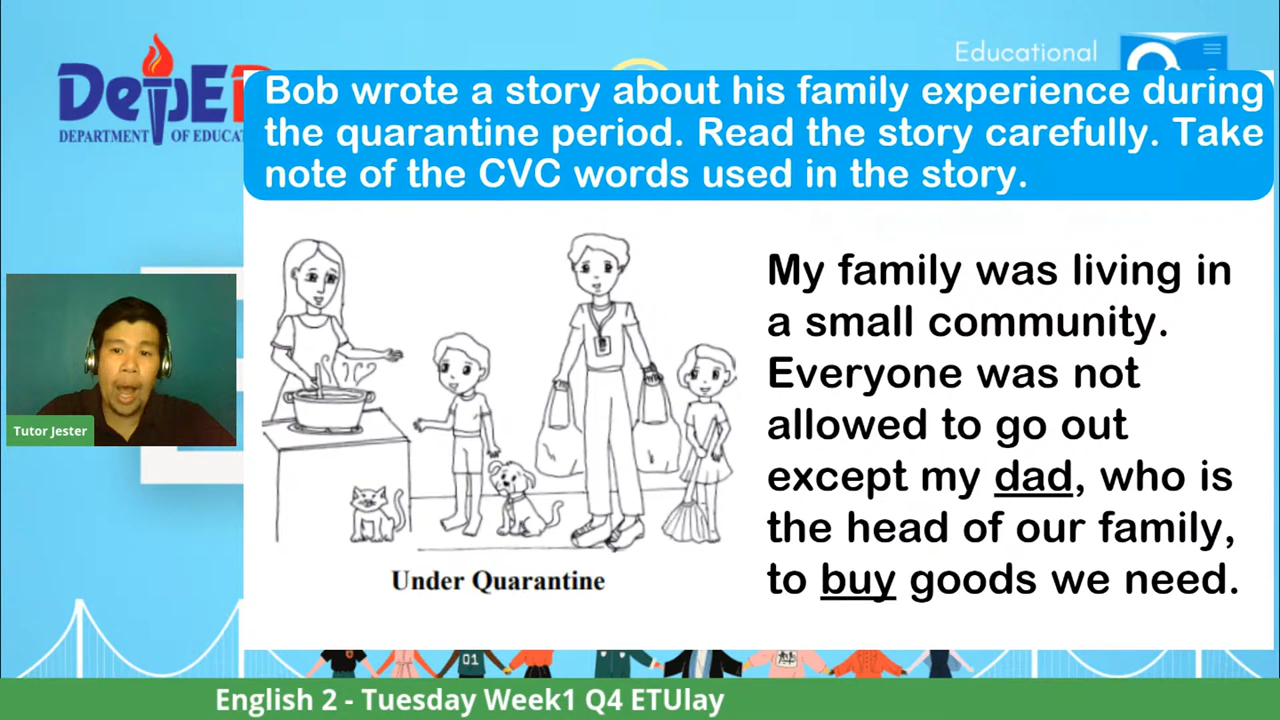 Educational
DepE
DEPARTMENT OF EDUCAT
Bob wrote a story about his family experience during
the quarantine period. Read the story carefully. Take
note of the CVC words used in the story.
My family was living in
a small community.
Everyone was not
allowed to go out
except my dad, who is
the head of our family,
to buy goods we need.
Under Quarantine
Tutor Jester
01
English 2 - Tuesday Week1 Q4 ETUlay